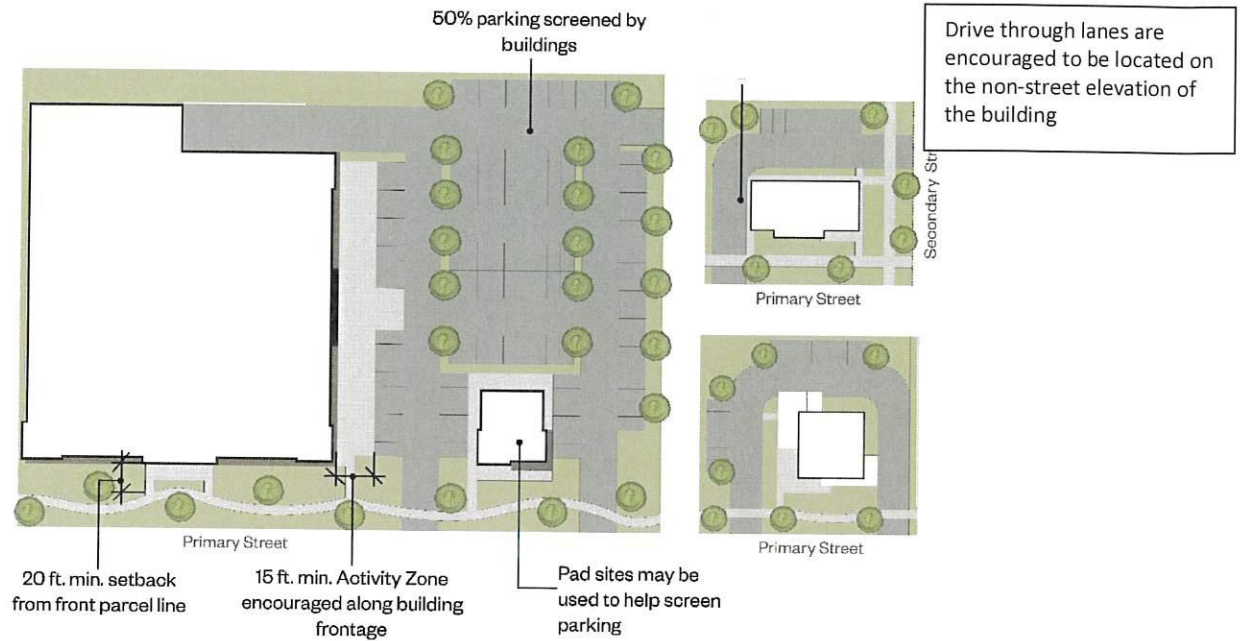 50% parking screened by
buildings
Drive through lanes are
encouraged to be located on
the non-street elevation of
the building
Secondary Str
Primary Street
Primary Street
Primary Street
20 ft. min. setback
from front parcel line
15 ft. min. Activity Zone
encouraged along building
frontage
Pad sites may be
used to help screen
parking